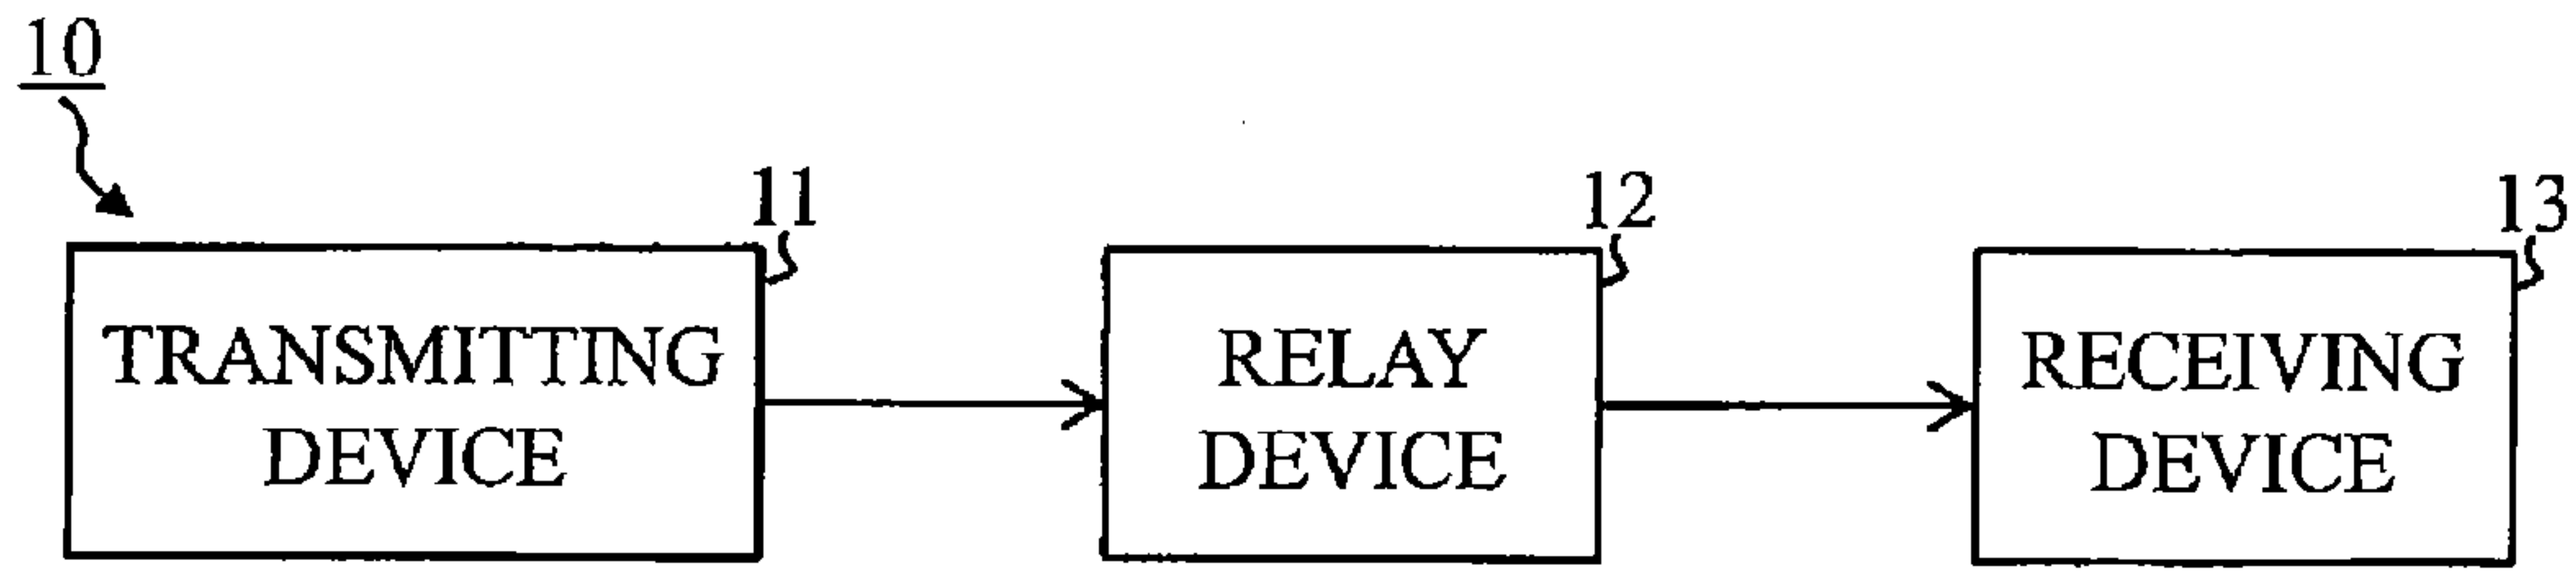 10
11
12
13
TRANSMITTING
DEVICE
RELAY
DEVICE
RECEIVING
DEVICE